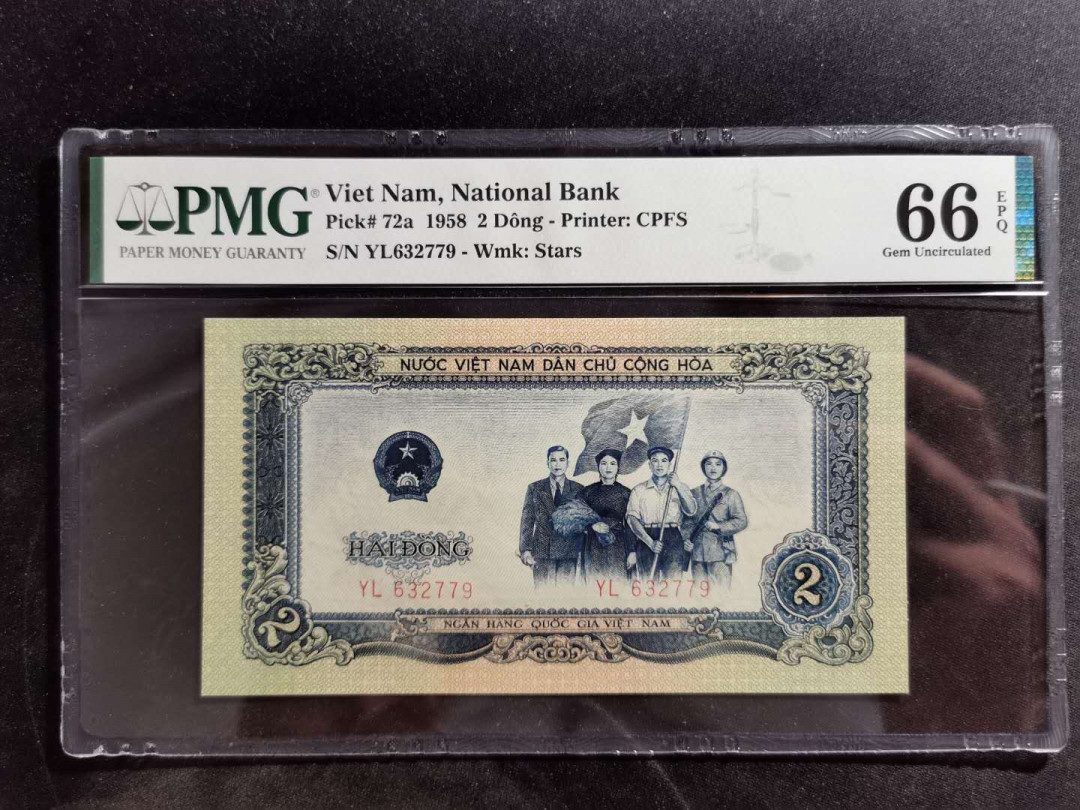 PMG®
PAPER MONEY GUARANTY
Viet Nam, National Bank
Pick# 72a 1958 2 Dông - Printer: CPFS
S/N YL632779 - Wmk: Stars
66
EPQ
Gem Uncirculated
NƯỚC VIỆT NAM DÂN CHỦ CỘNG HÒA
HAI ĐỒNG
YL 632779
YL 632779
2
2
NGÂN HÀNG QUỐC GIA VIỆT NAM